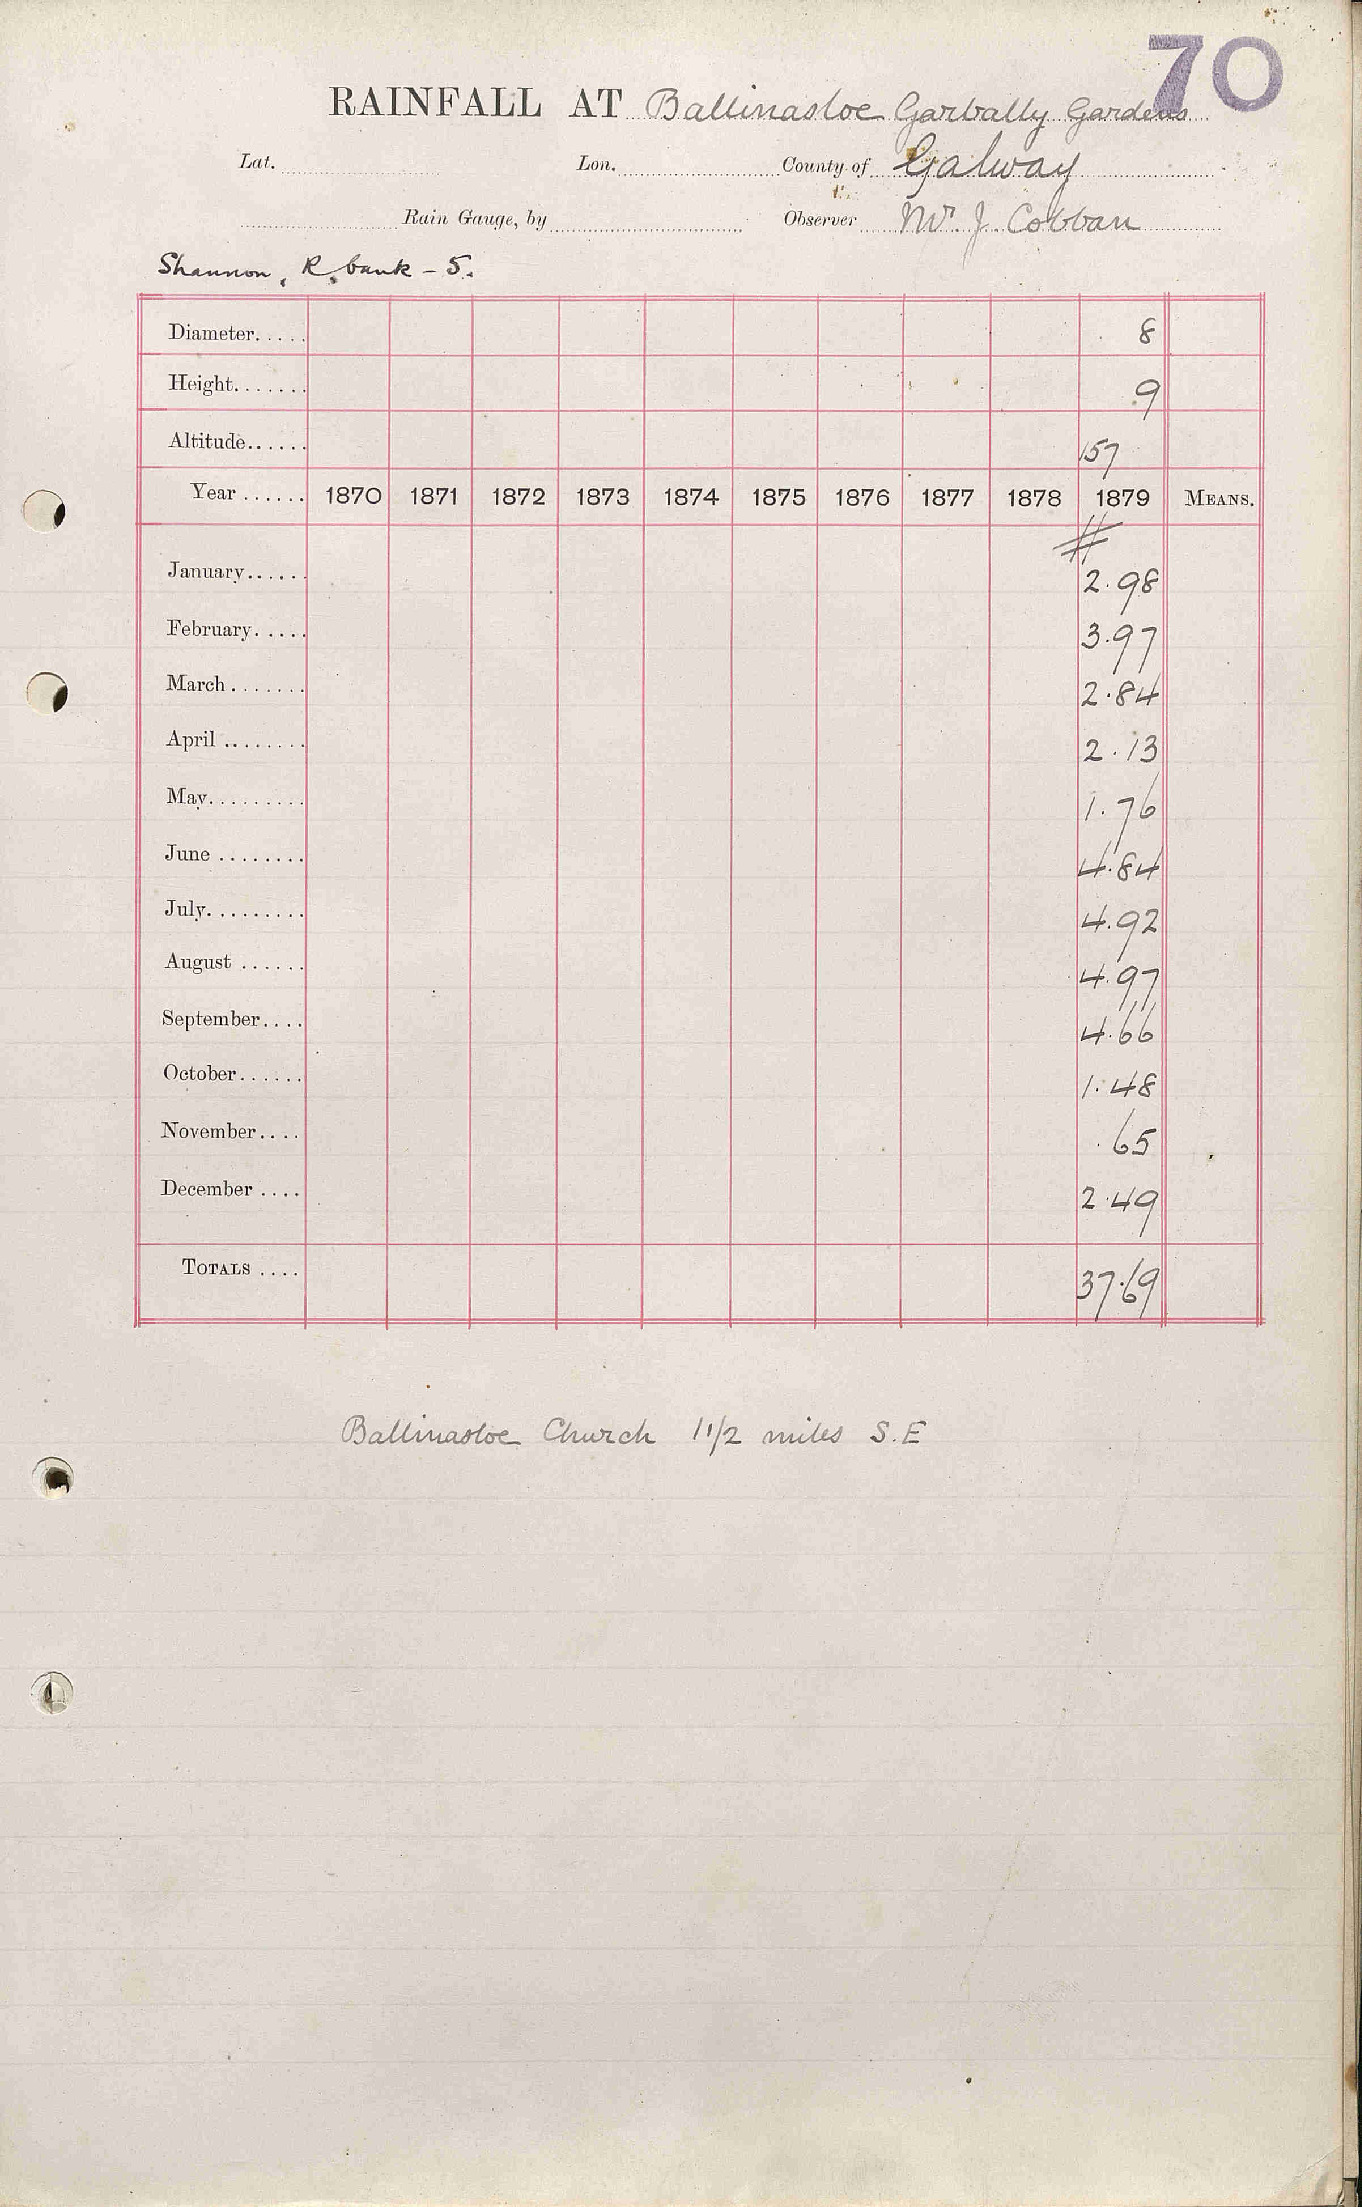 70
RAINFALL AT Ballinasloe Garbally Gardens
Lat. Lon. County of Galway
Rain Gauge, by Observer Mr J. Cobban
Shannon, R. bank - 5.
Diameter..... 8
Height....... 9
Altitude...... 157
Year...... 1870 1871 1872 1873 1874 1875 1876 1877 1878 1879 MEANS.
#
January...... 2.98
February..... 3.97
March....... 2.84
April........ 2.13
May......... 1.76
June........ 4.84
July......... 4.92
August...... 4.97
September.... 4.66
October...... 1.48
November.... .65
December.... 2.49
TOTALS.... 37.69
Ballinasloe Church 1 1/2 miles S.E